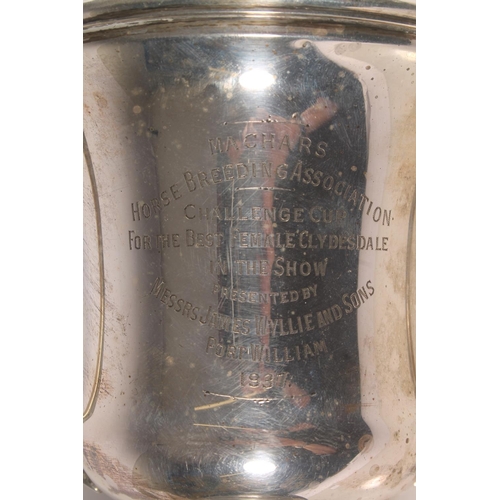 MACHARS
HORSE BREEDING ASSOCIATION
CHALLENGE CUP
FOR THE BEST FEMALE CLYDESDALE
IN THE SHOW
PRESENTED BY
MESSRS JAMES WYLLIE AND SONS
FORT WILLIAM
1937